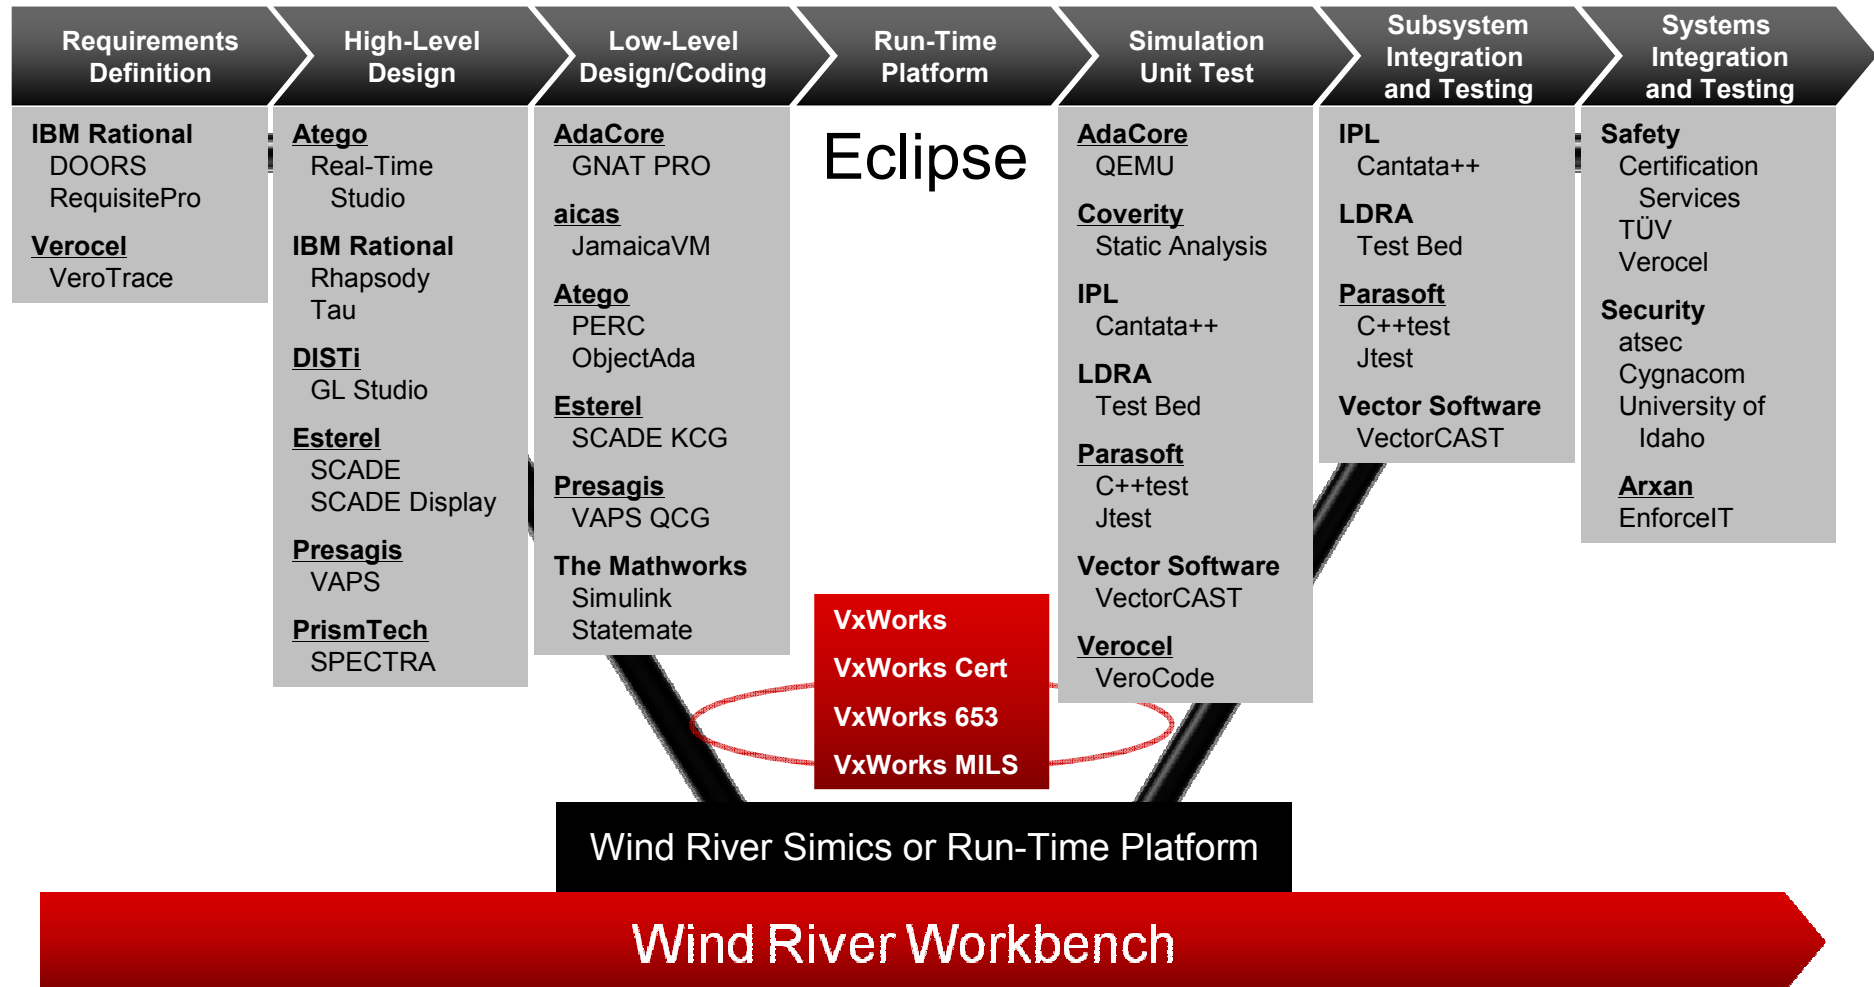 Requirements
Definition
High-Level
Design
Low-Level
Design/Coding
Run-Time
Platform
Simulation
Unit Test
Subsystem
Integration
and Testing
Systems
Integration
and Testing
IBM Rational
DOORS
RequisitePro
Verocel
VeroTrace
Atego
Real-Time
Studio
IBM Rational
Rhapsody
Tau
DISTi
GL Studio
Esterel
SCADE
SCADE Display
Presagis
VAPS
PrismTech
SPECTRA
AdaCore
GNAT PRO
aicas
JamaicaVM
Atego
PERC
ObjectAda
Esterel
SCADE KCG
Presagis
VAPS QCG
The Mathworks
Simulink
Statemate
Eclipse
VxWorks
VxWorks Cert
VxWorks 653
VxWorks MILS
AdaCore
QEMU
Coverity
Static Analysis
IPL
Cantata++
LDRA
Test Bed
Parasoft
C++test
Jtest
Vector Software
VectorCAST
Verocel
VeroCode
IPL
Cantata++
LDRA
Test Bed
Parasoft
C++test
Jtest
Vector Software
VectorCAST
Safety
Certification
Services
TÜV
Verocel
Security
atsec
Cygnacom
University of
Idaho
Arxan
EnforceIT
Wind River Simics or Run-Time Platform
Wind River Workbench